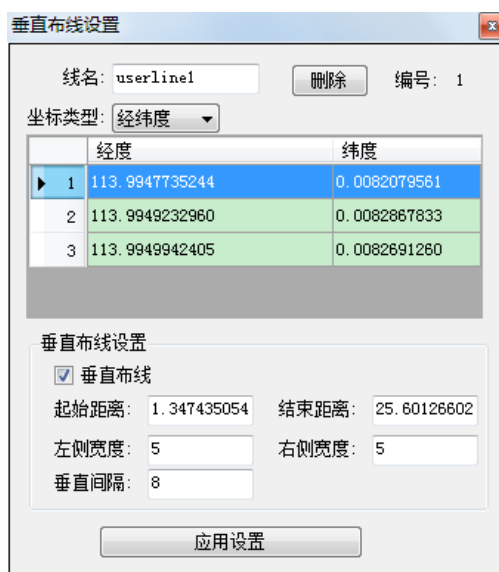 垂直布线设置
线名: userline1 删除 编号: 1
坐标类型: 经纬度
经度 纬度
1 113.9947735244 0.0082079561
2 113.9949232960 0.0082867833
3 113.9949942405 0.0082691260
垂直布线设置
垂直布线
起始距离: 1.347435054 结束距离: 25.60126602
左侧宽度: 5 右侧宽度: 5
垂直间隔: 8
应用设置